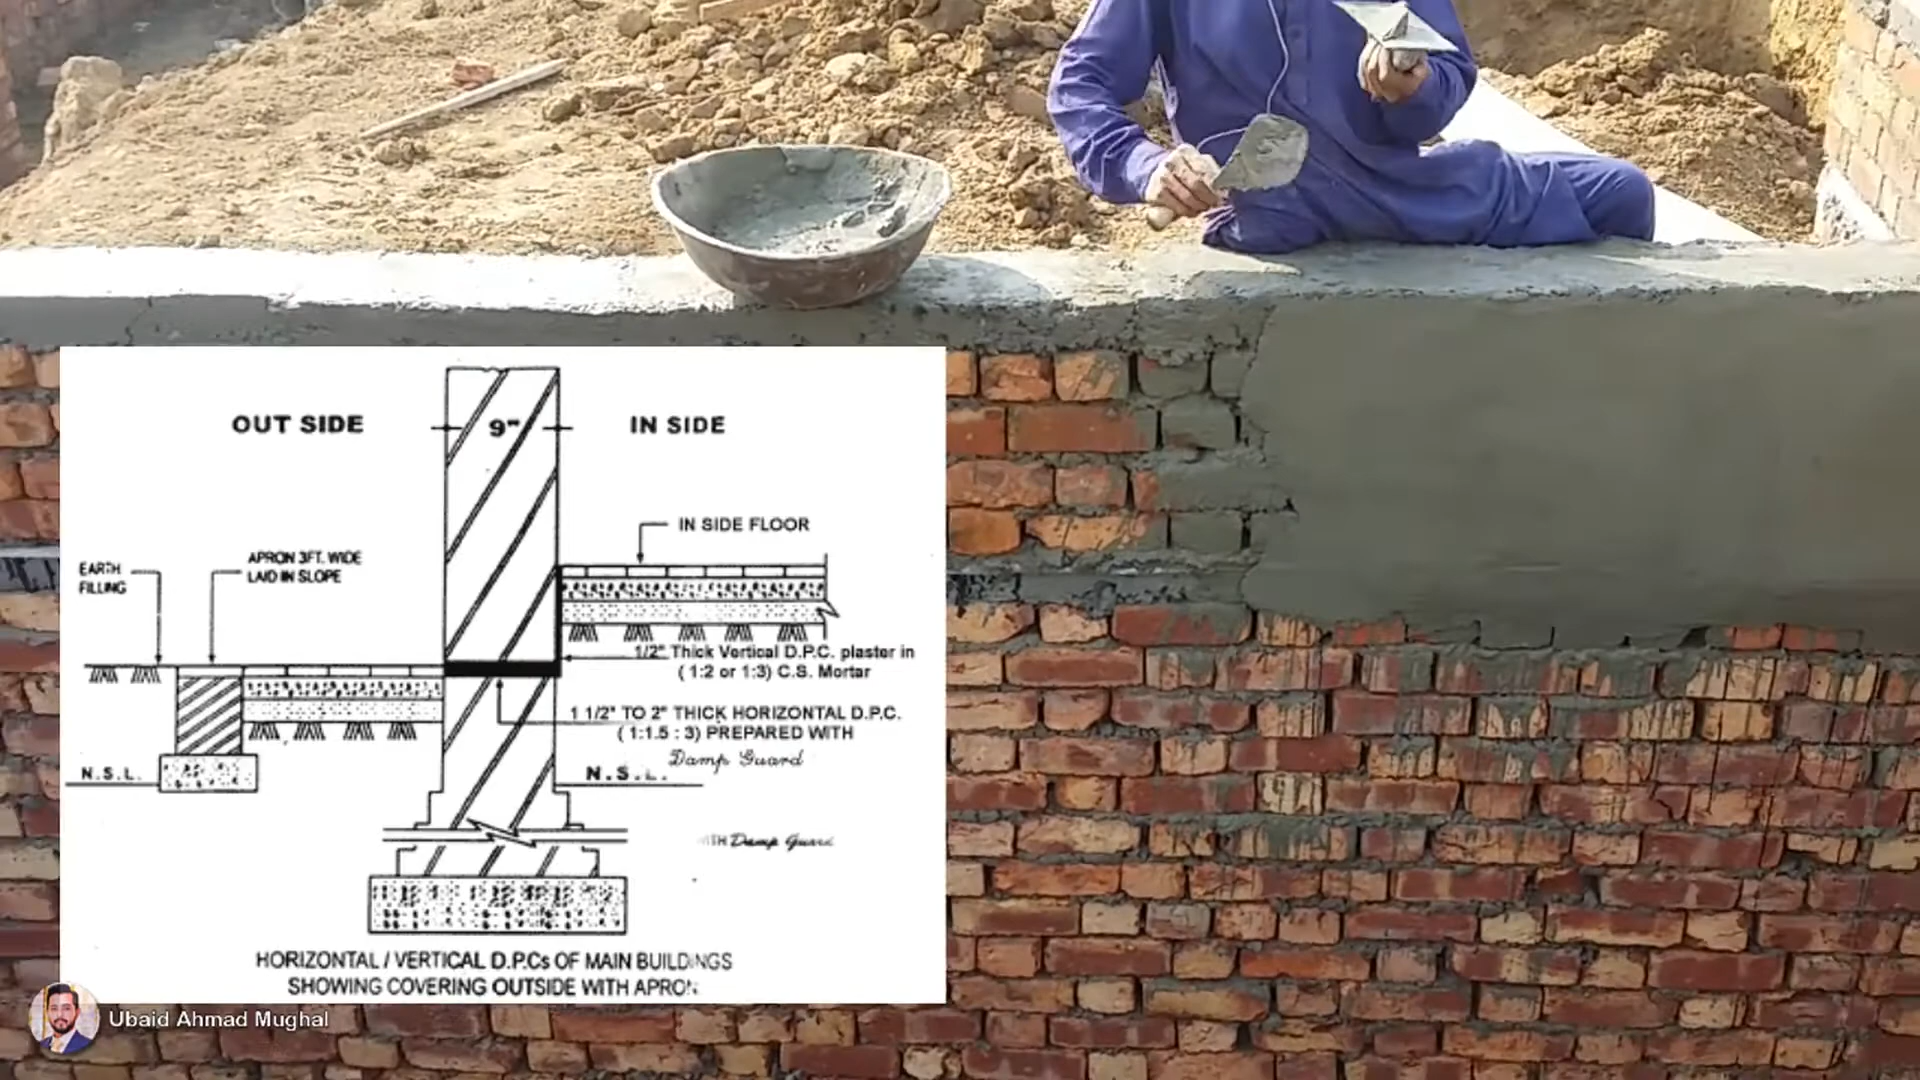 OUT SIDE
9"
IN SIDE
IN SIDE FLOOR
EARTH
FILLING
APRON 3FT. WIDE
LAID IN SLOPE
1/2" Thick Vertical D.P.C. plaster in
( 1:2 or 1:3) C.S. Mortar
1 1/2" TO 2" THICK HORIZONTAL D.P.C.
( 1:1.5 : 3) PREPARED WITH
Damp Guard
N.S.L.
N.S.L.
Damp Guard
HORIZONTAL / VERTICAL D.P.Cs OF MAIN BUILDINGS
SHOWING COVERING OUTSIDE WITH APRON
Ubaid Ahmad Mughal